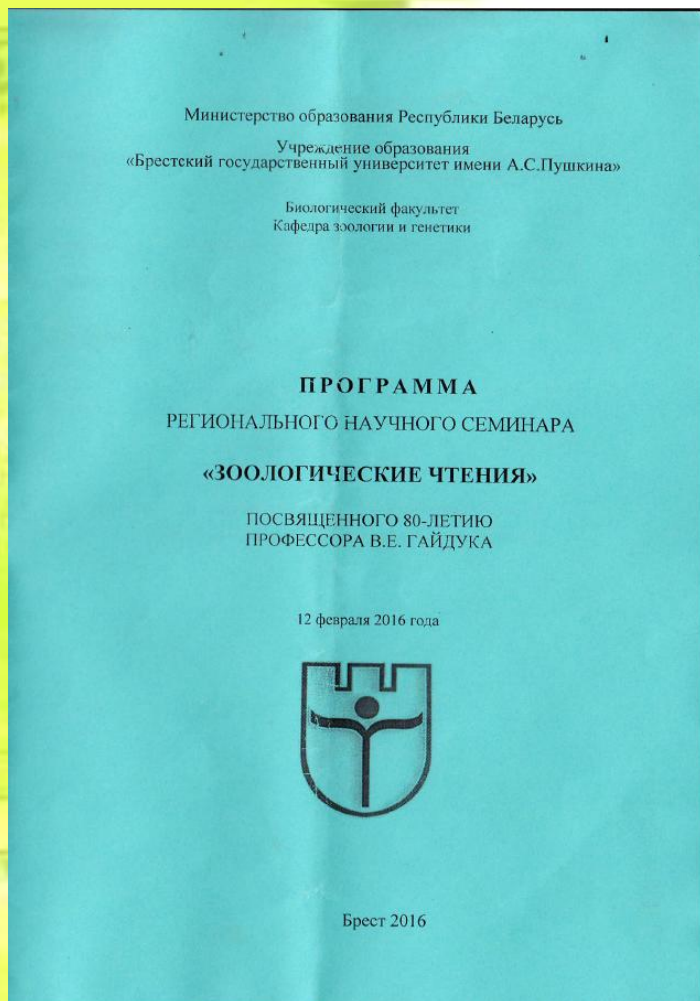 Министерство образования Республики Беларусь
Учреждение образования
«Брестский государственный университет имени А.С.Пушкина»
Биологический факультет
Кафедра зоологии и генетики
ПРОГРАММА
РЕГИОНАЛЬНОГО НАУЧНОГО СЕМИНАРА
«ЗООЛОГИЧЕСКИЕ ЧТЕНИЯ»
ПОСВЯЩЕННОГО 80-ЛЕТИЮ
ПРОФЕССОРА В.Е. ГАЙДУКА
12 февраля 2016 года
Брест 2016